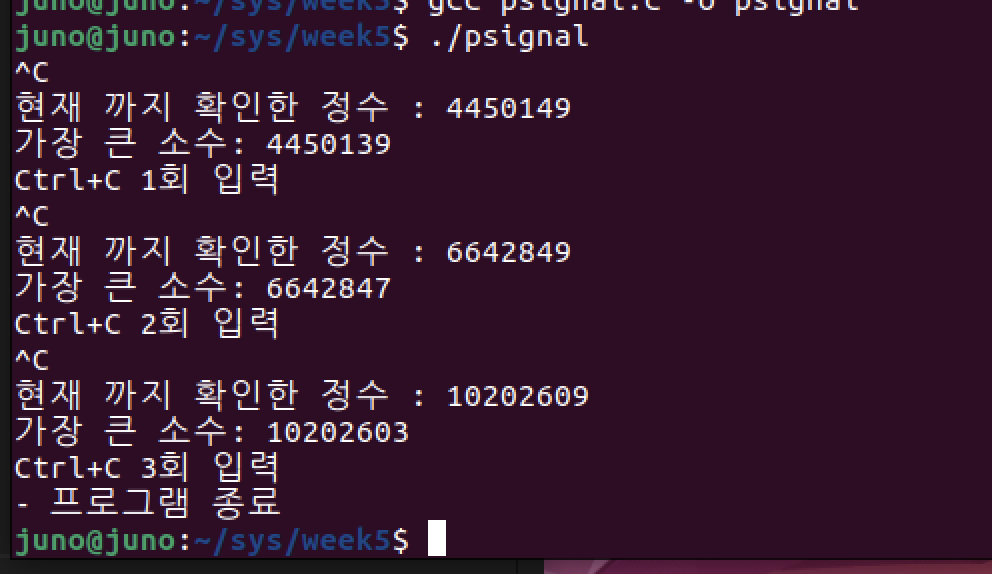 juno@juno:~/sys/week5$ gcc psignal.c -o psignal
juno@juno:~/sys/week5$ ./psignal
^C
현재 까지 확인한 정수 : 4450149
가장 큰 소수: 4450139
Ctrl+C 1회 입력
^C
현재 까지 확인한 정수 : 6642849
가장 큰 소수: 6642847
Ctrl+C 2회 입력
^C
현재 까지 확인한 정수 : 10202609
가장 큰 소수: 10202603
Ctrl+C 3회 입력
- 프로그램 종료
juno@juno:~/sys/week5$